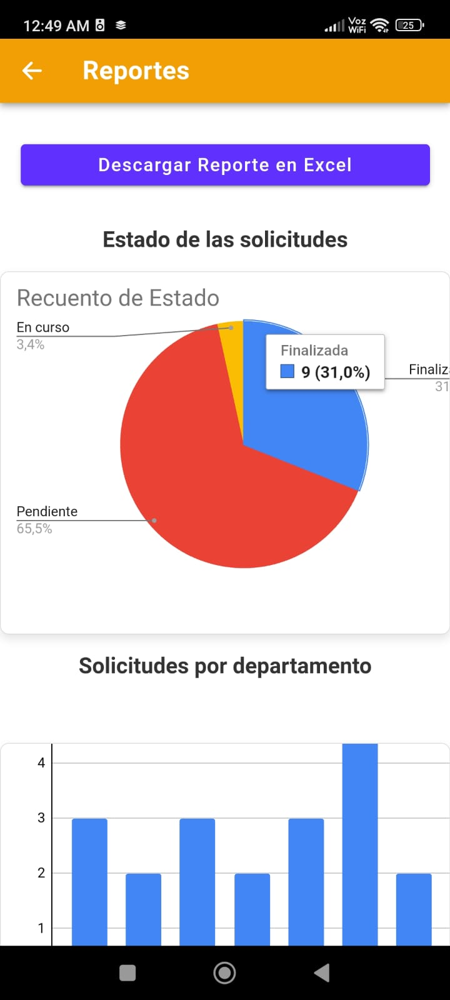 12:49 AM
Voz
WiFi
25
Reportes
Descargar Reporte en Excel
Estado de las solicitudes
Recuento de Estado
En curso
3,4%
Finalizada
9 (31,0%)
Finaliz
31
Pendiente
65,5%
Solicitudes por departamento
4
3
2
1